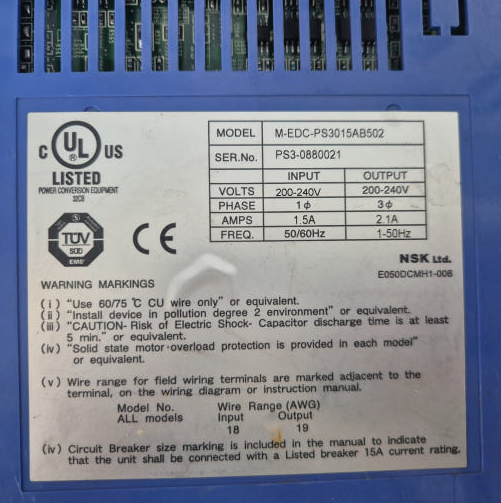 C UL US
®
LISTED
POWER CONVERSION EQUIPMENT
32C8
TÜV
SÜD
EMC
CE
MODEL M-EDC-PS3015AB502
SER.No. PS3-0880021
INPUT OUTPUT
VOLTS 200-240V 200-240V
PHASE 1ϕ 3ϕ
AMPS 1.5A 2.1A
FREQ. 50/60Hz 1-50Hz
NSK Ltd.
E050DCMH1-006
WARNING MARKINGS
(i) "Use 60/75 ℃ CU wire only" or equivalent.
(ii) "Install device in pollution degree 2 environment" or equivalent.
(iii) "CAUTION- Risk of Electric Shock- Capacitor discharge time is at least
5 min." or equivalent.
(iv) "Solid state motor overload protection is provided in each model"
or equivalent.
(v) Wire range for field wiring terminals are marked adjacent to the
terminal, on the wiring diagram or instruction manual.
Model No. Wire Range (AWG)
ALL models Input Output
18 19
(iv) Circuit Breaker size marking is included in the manual to indicate
that the unit shall be connected with a Listed breaker 15A current rating.